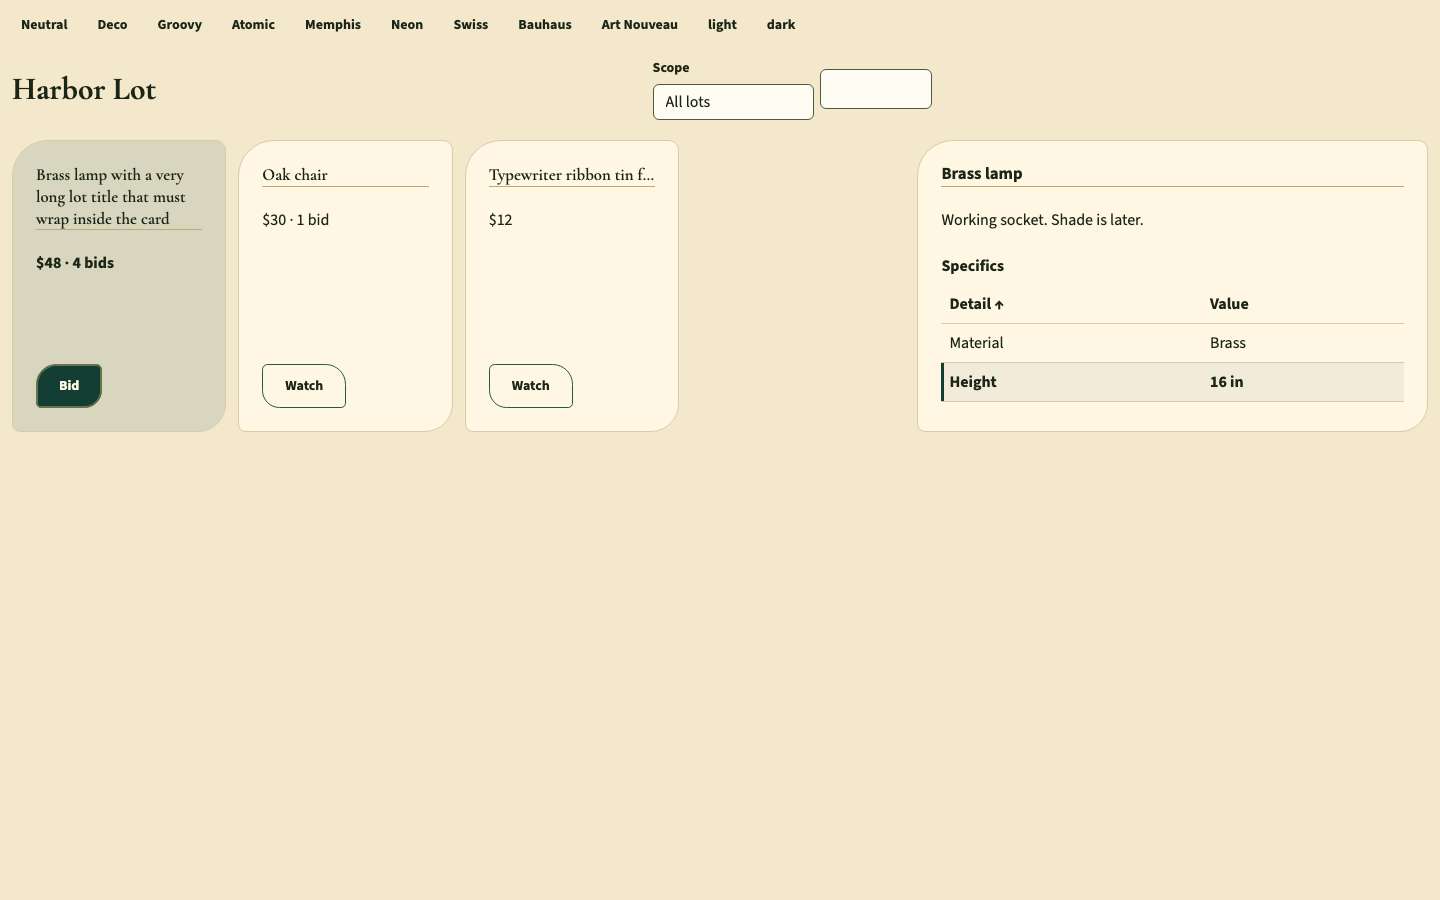 Neutral Deco Groovy Atomic Memphis Neon Swiss Bauhaus Art Nouveau light dark
Harbor Lot
Scope
All lots
Brass lamp with a very
long lot title that must
wrap inside the card
$48 · 4 bids
Bid
Oak chair
$30 · 1 bid
Watch
Typewriter ribbon tin f…
$12
Watch
Brass lamp
Working socket. Shade is later.
Specifics
Detail ↑ Value
Material Brass
Height 16 in